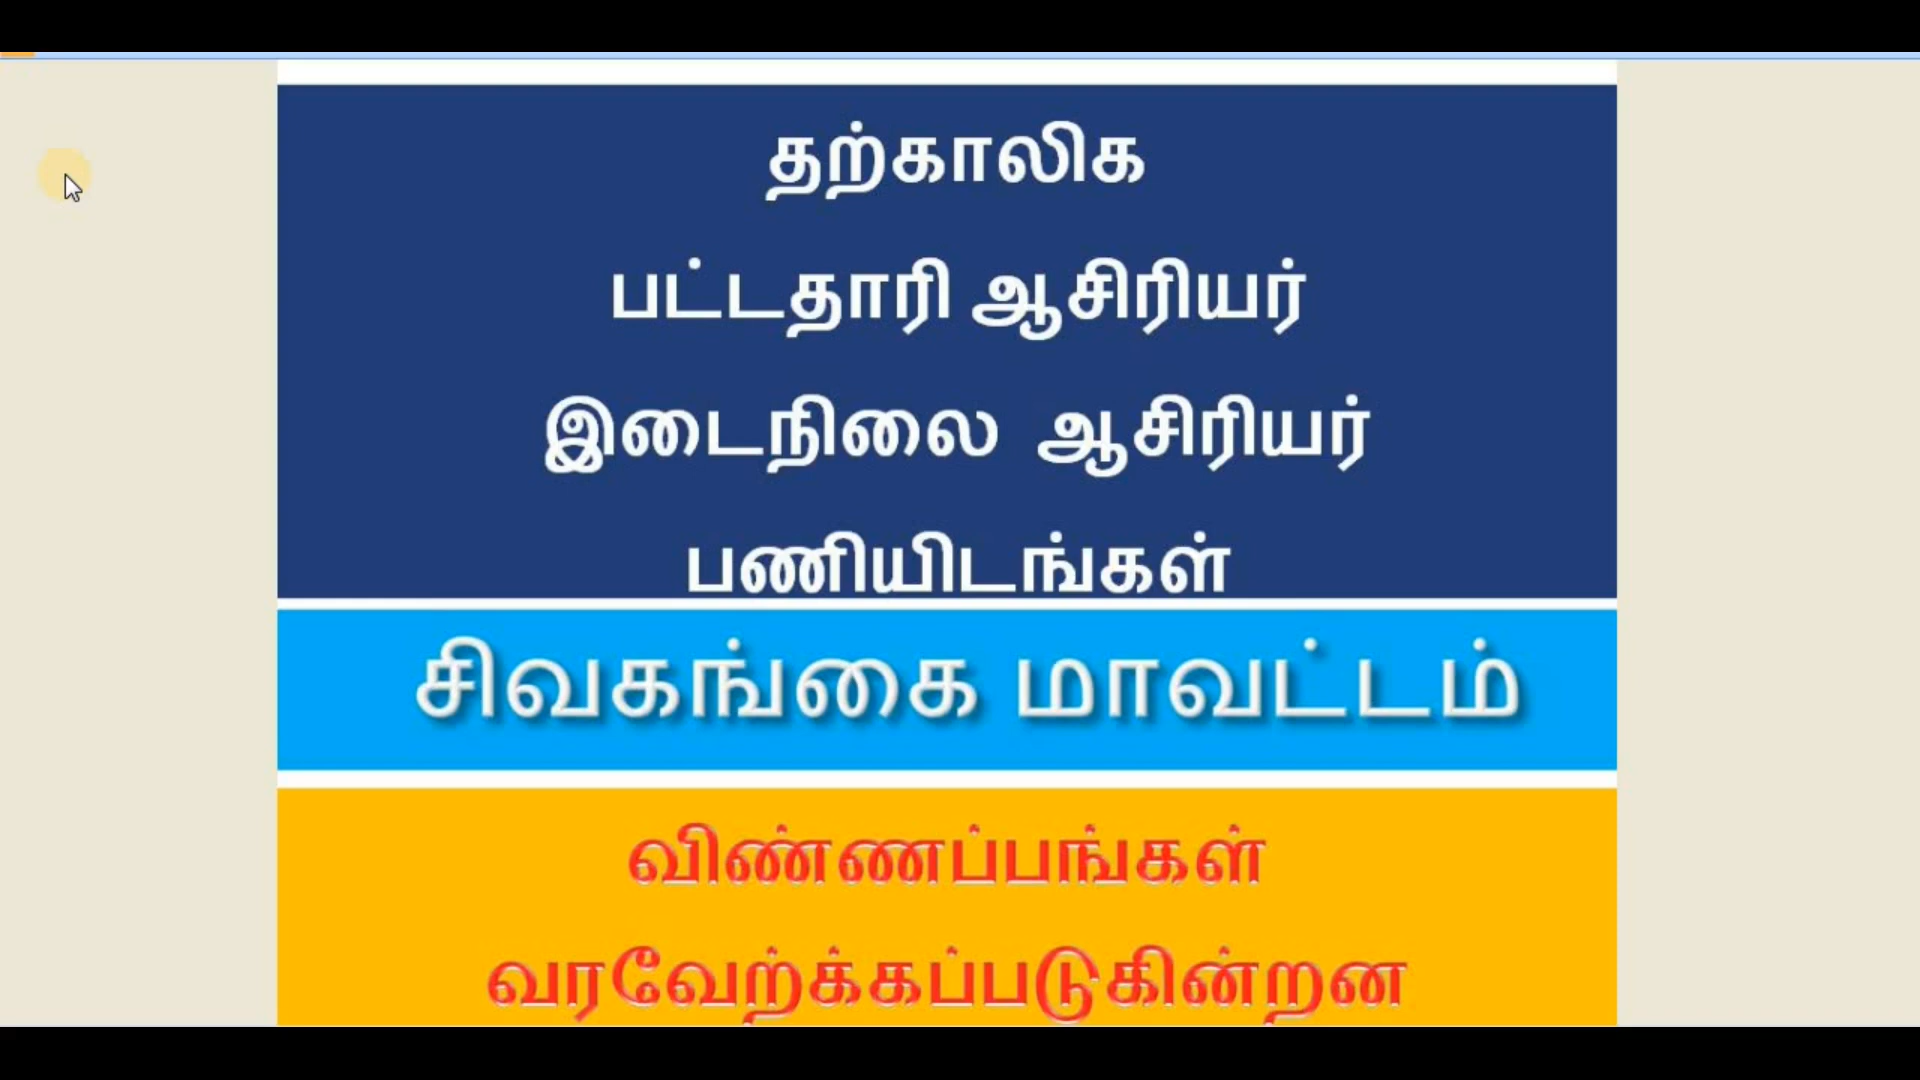 தற்காலிக
பட்டதாரி ஆசிரியர்
இடைநிலை ஆசிரியர்
பணியிடங்கள்
சிவகங்கை மாவட்டம்
விண்ணப்பங்கள்
வரவேற்க்கப்படுகின்றன